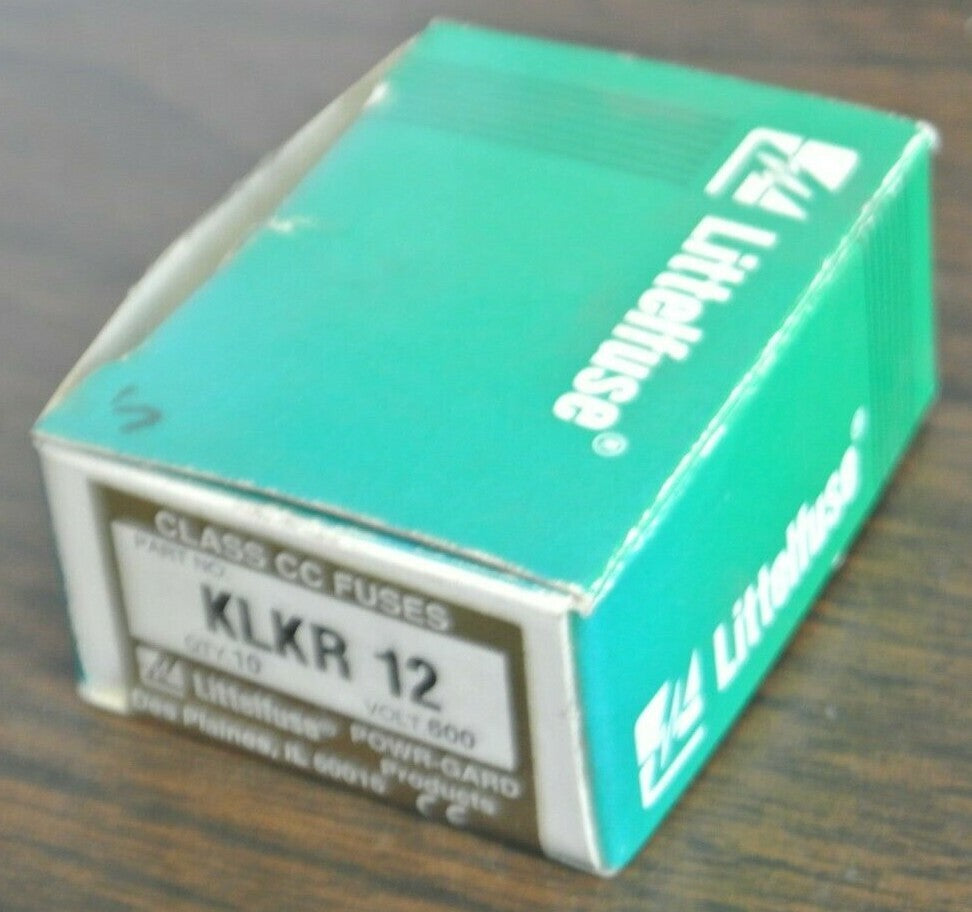 Littelfuse®
5
CLASS CC FUSES
PART NO.
KLKR 12
QTY. 10 VOLT 600
Littelfuse® POWR-GARD
Products
Des Plaines, IL 60016
Littelfuse®